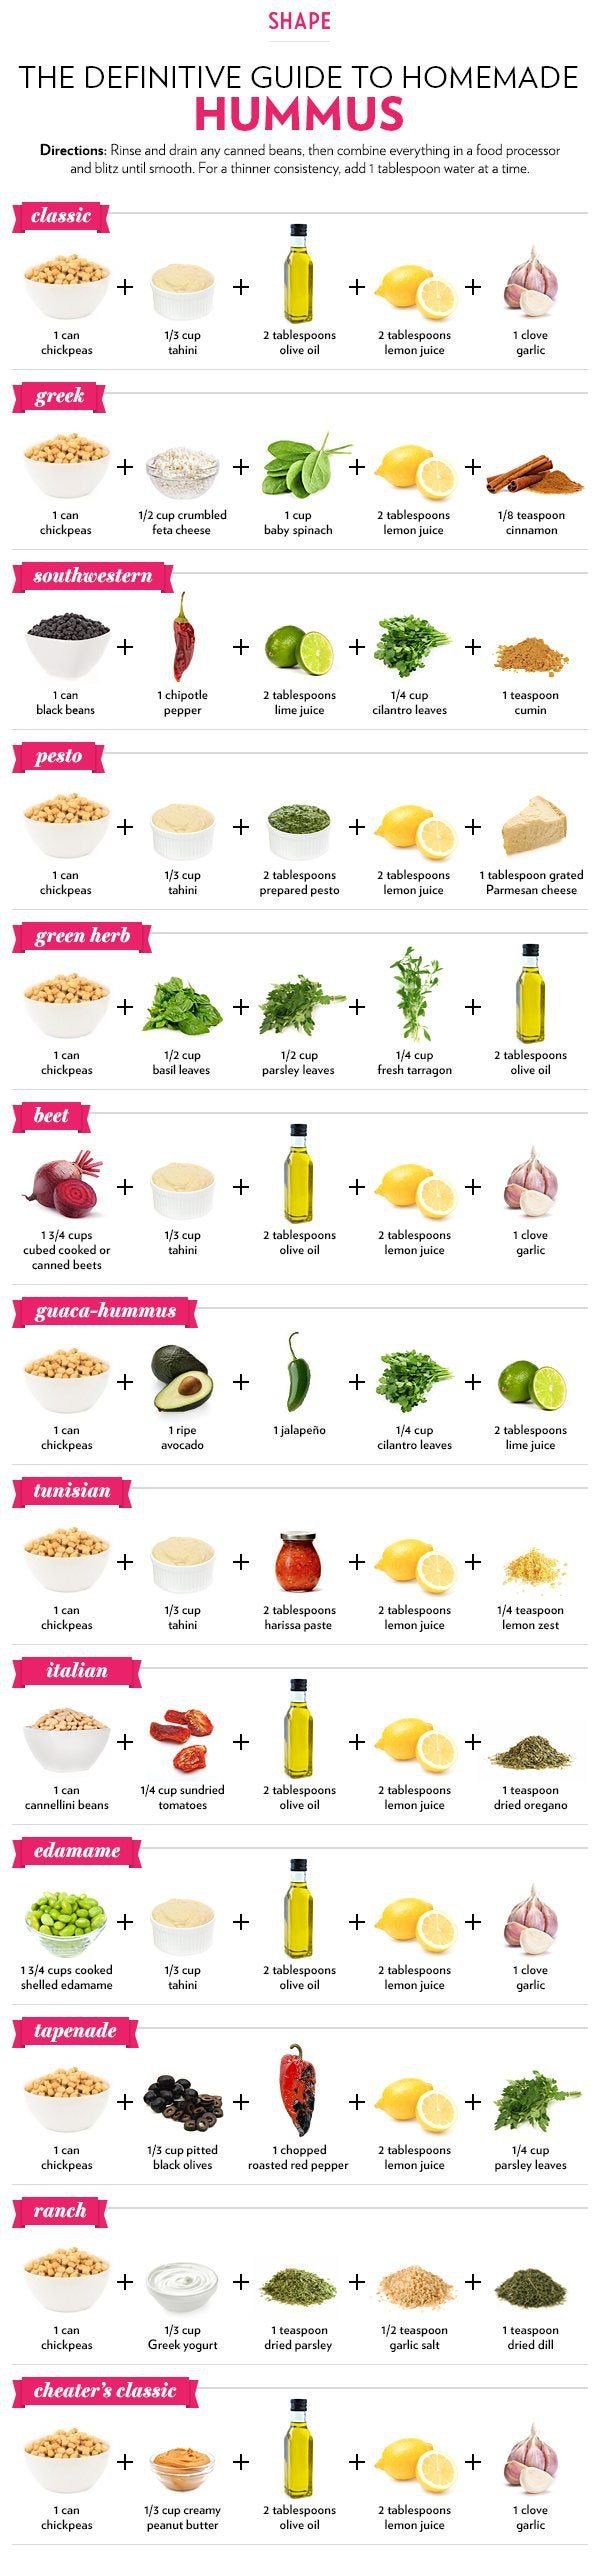 SHAPE
THE DEFINITIVE GUIDE TO HOMEMADE
HUMMUS
Directions: Rinse and drain any canned beans, then combine everything in a food processor
and blitz until smooth. For a thinner consistency, add 1 tablespoon water at a time.
classic
1 can
chickpeas
1/3 cup
tahini
2 tablespoons
olive oil
2 tablespoons
lemon juice
1 clove
garlic
greek
1 can
chickpeas
1/2 cup crumbled
feta cheese
1 cup
baby spinach
2 tablespoons
lemon juice
1/8 teaspoon
cinnamon
southwestern
1 can
black beans
1 chipotle
pepper
2 tablespoons
lime juice
1/4 cup
cilantro leaves
1 teaspoon
cumin
pesto
1 can
chickpeas
1/3 cup
tahini
2 tablespoons
prepared pesto
2 tablespoons
lemon juice
1 tablespoon grated
Parmesan cheese
green herb
1 can
chickpeas
1/2 cup
basil leaves
1/2 cup
parsley leaves
1/4 cup
fresh tarragon
2 tablespoons
olive oil
beet
1 3/4 cups
cubed cooked or
canned beets
1/3 cup
tahini
2 tablespoons
olive oil
2 tablespoons
lemon juice
1 clove
garlic
guaca-hummus
1 can
chickpeas
1 ripe
avocado
1 jalapeño
1/4 cup
cilantro leaves
2 tablespoons
lime juice
tunisian
1 can
chickpeas
1/3 cup
tahini
2 tablespoons
harissa paste
2 tablespoons
lemon juice
1/4 teaspoon
lemon zest
italian
1 can
cannellini beans
1/4 cup sundried
tomatoes
2 tablespoons
olive oil
2 tablespoons
lemon juice
1 teaspoon
dried oregano
edamame
1 3/4 cups cooked
shelled edamame
1/3 cup
tahini
2 tablespoons
olive oil
2 tablespoons
lemon juice
1 clove
garlic
tapenade
1 can
chickpeas
1/3 cup pitted
black olives
1 chopped
roasted red pepper
2 tablespoons
lemon juice
1/4 cup
parsley leaves
ranch
1 can
chickpeas
1/3 cup
Greek yogurt
1 teaspoon
dried parsley
1/2 teaspoon
garlic salt
1 teaspoon
dried dill
cheater's classic
1 can
chickpeas
1/3 cup creamy
peanut butter
2 tablespoons
olive oil
2 tablespoons
lemon juice
1 clove
garlic